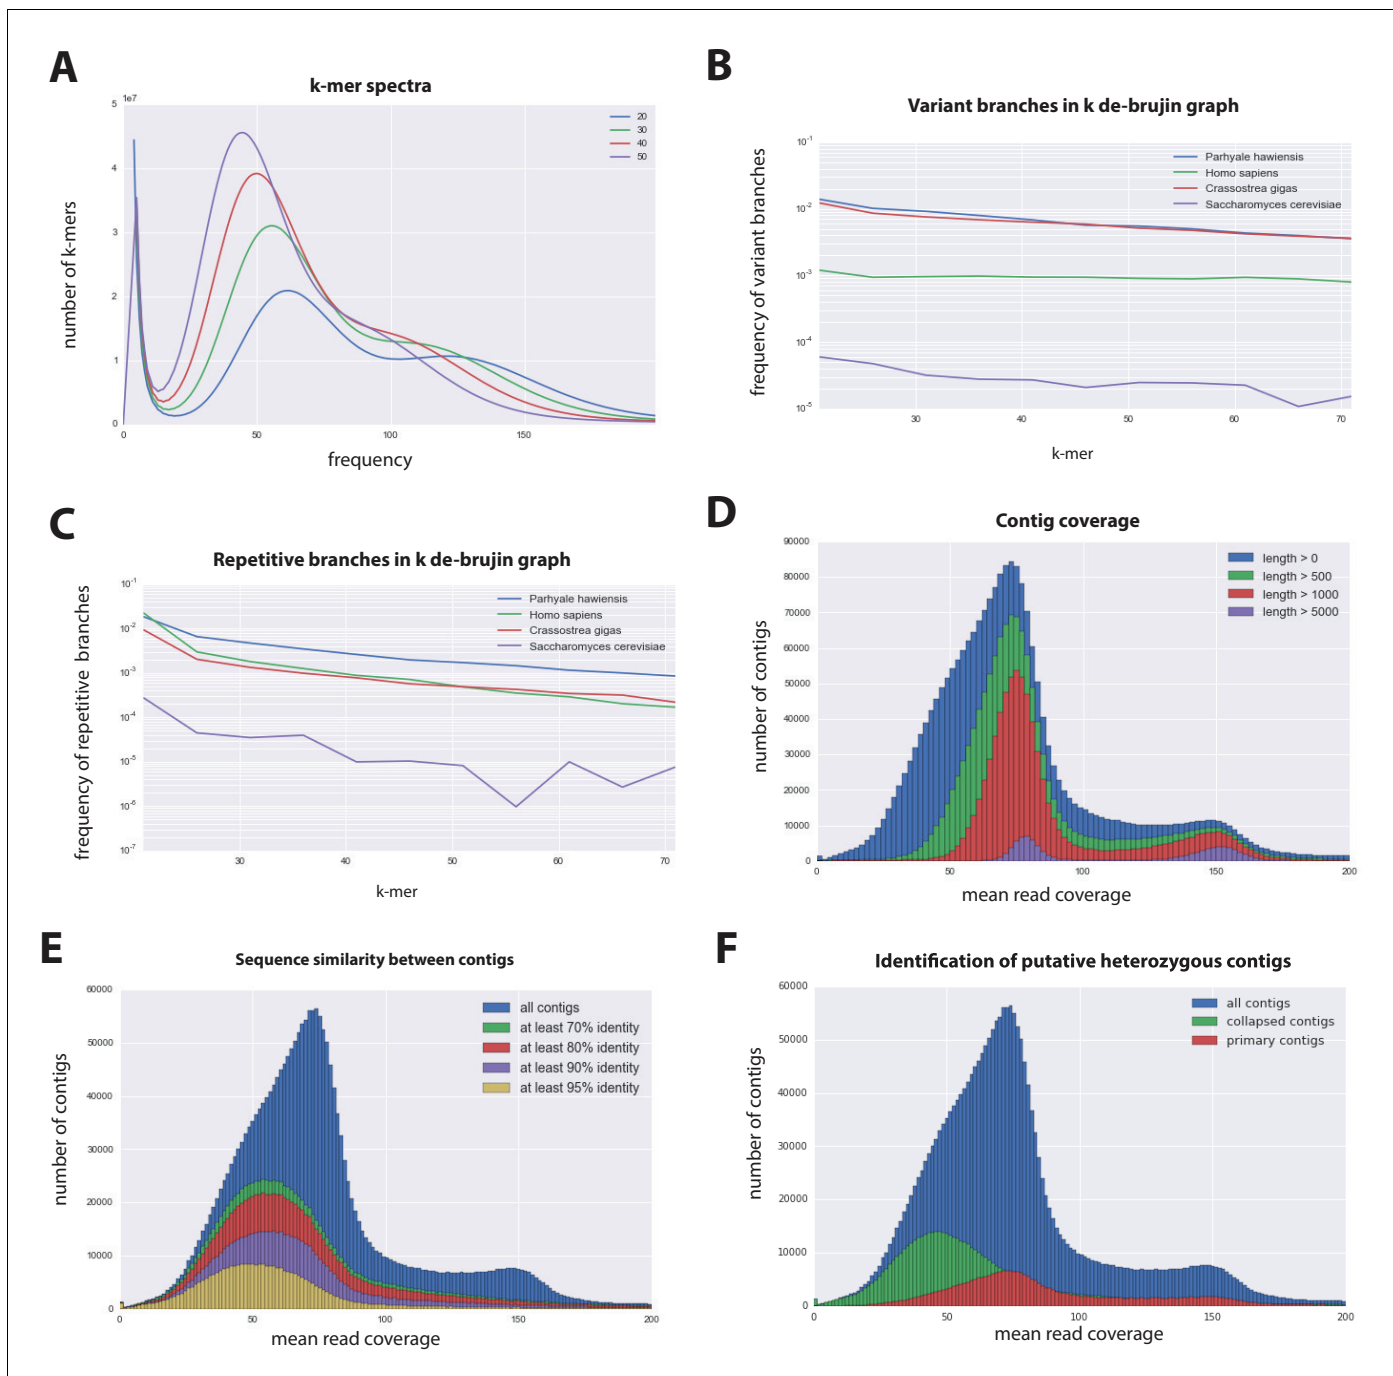 A
k-mer spectra
1e7
5
4
3
2
1
0
0 50 100 150
20
30
40
50
number of k-mers
frequency
B
Variant branches in k de-brujin graph
10-1
10-2
10-3
10-4
10-5
30 40 50 60 70
Parhyale hawiensis
Homo sapiens
Crassostrea gigas
Saccharomyces cerevisiae
frequency of variant branches
k-mer
C
Repetitive branches in k de-brujin graph
10-1
10-2
10-3
10-4
10-5
10-6
10-7
30 40 50 60 70
Parhyale hawiensis
Homo sapiens
Crassostrea gigas
Saccharomyces cerevisiae
frequency of repetitive branches
k-mer
D
Contig coverage
90000
80000
70000
60000
50000
40000
30000
20000
10000
0
0 50 100 150 200
length > 0
length > 500
length > 1000
length > 5000
number of contigs
mean read coverage
E
Sequence similarity between contigs
60000
50000
40000
30000
20000
10000
0
0 50 100 150 200
all contigs
at least 70% identity
at least 80% identity
at least 90% identity
at least 95% identity
number of contigs
mean read coverage
F
Identification of putative heterozygous contigs
60000
50000
40000
30000
20000
10000
0
0 50 100 150 200
all contigs
collapsed contigs
primary contigs
number of contigs
mean read coverage